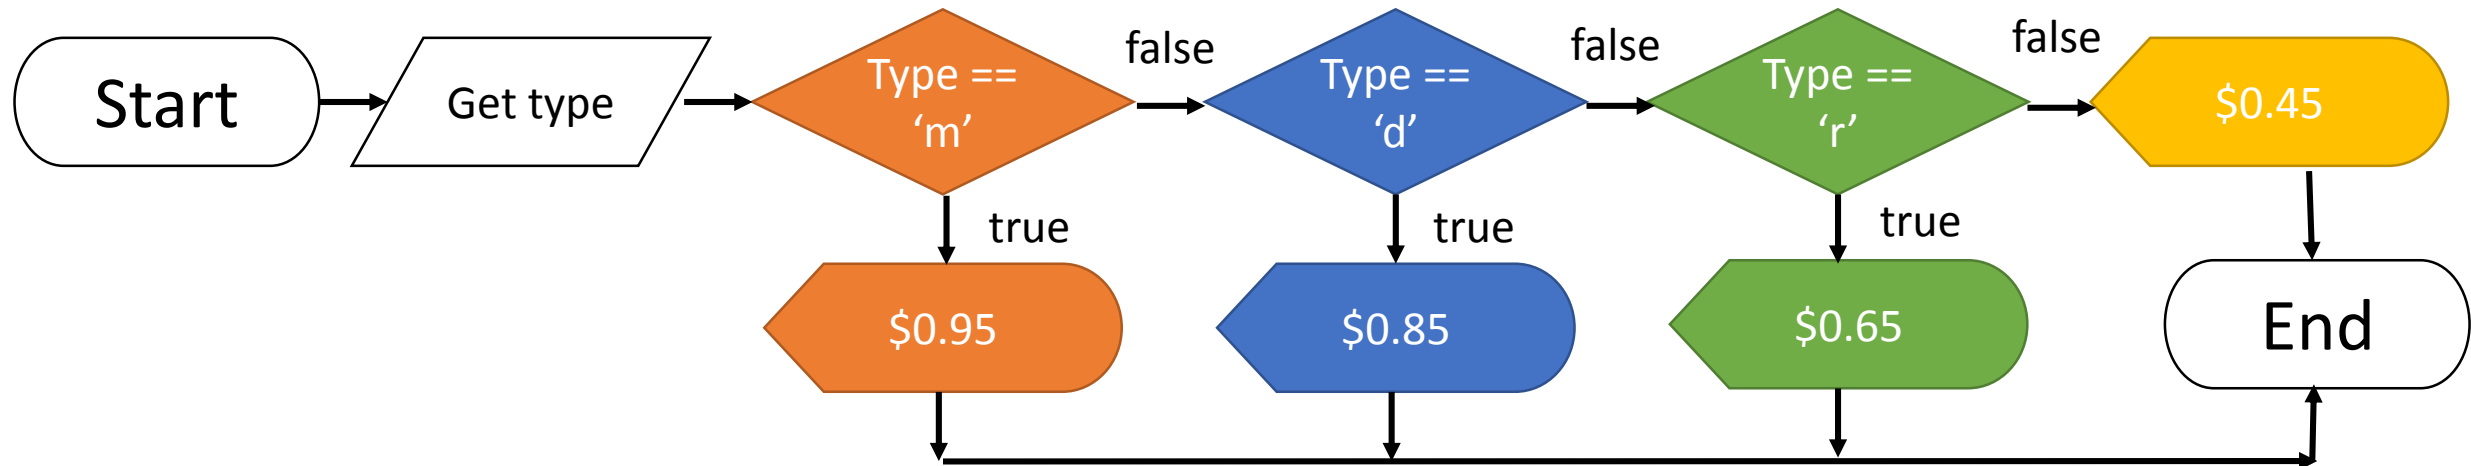 Start
Get type
Type ==
‘m’
false
Type ==
‘d’
false
Type ==
‘r’
false
$0.45
true
true
true
$0.95
$0.85
$0.65
End